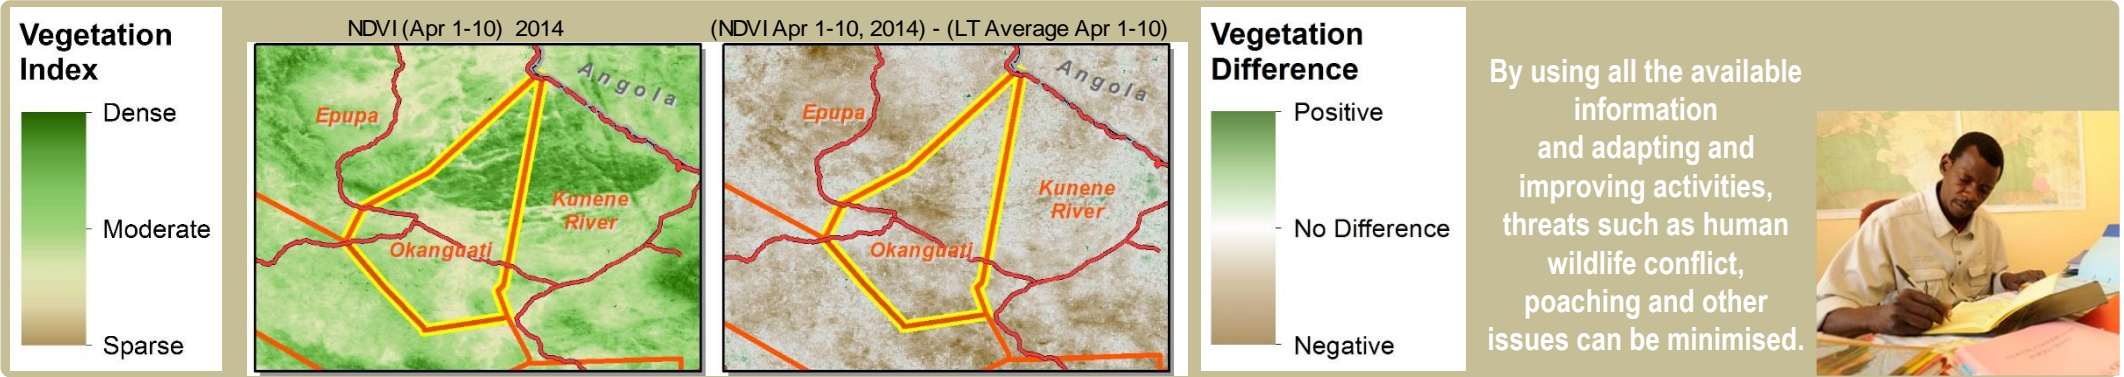 Vegetation
Index
Dense
Moderate
Sparse
NDVI (Apr 1-10) 2014
Angola
Epupa
Kunene
River
Okanguati
(NDVI Apr 1-10, 2014) - (LT Average Apr 1-10)
Angola
Epupa
Kunene
River
Okanguati
Vegetation
Difference
Positive
No Difference
Negative
By using all the available
information
and adapting and
improving activities,
threats such as human
wildlife conflict,
poaching and other
issues can be minimised.